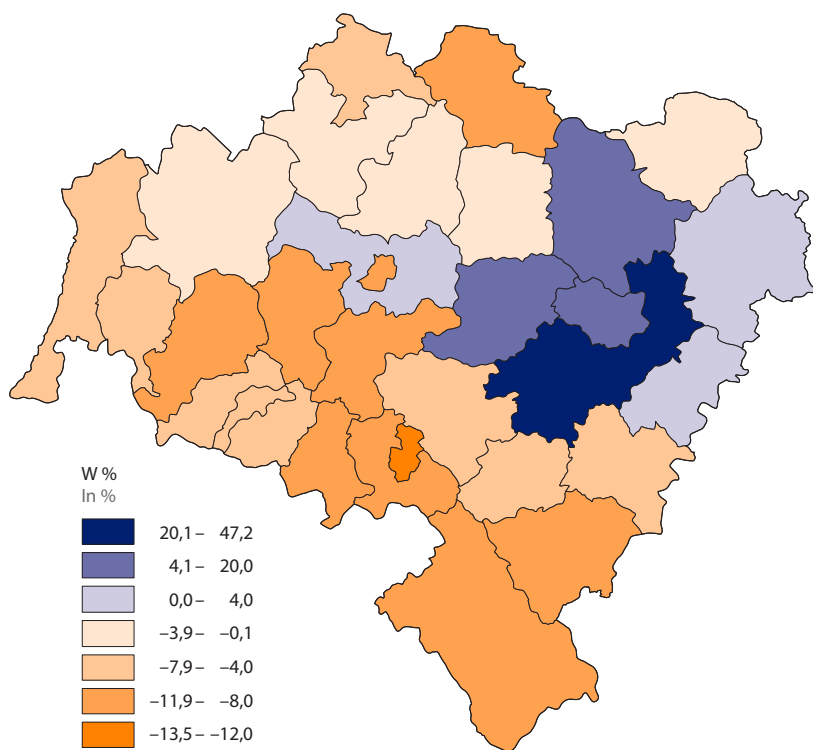 W %
In %
20,1 – 47,2
4,1 – 20,0
0,0 – 4,0
–3,9 – –0,1
–7,9 – –4,0
–11,9 – –8,0
–13,5 – –12,0